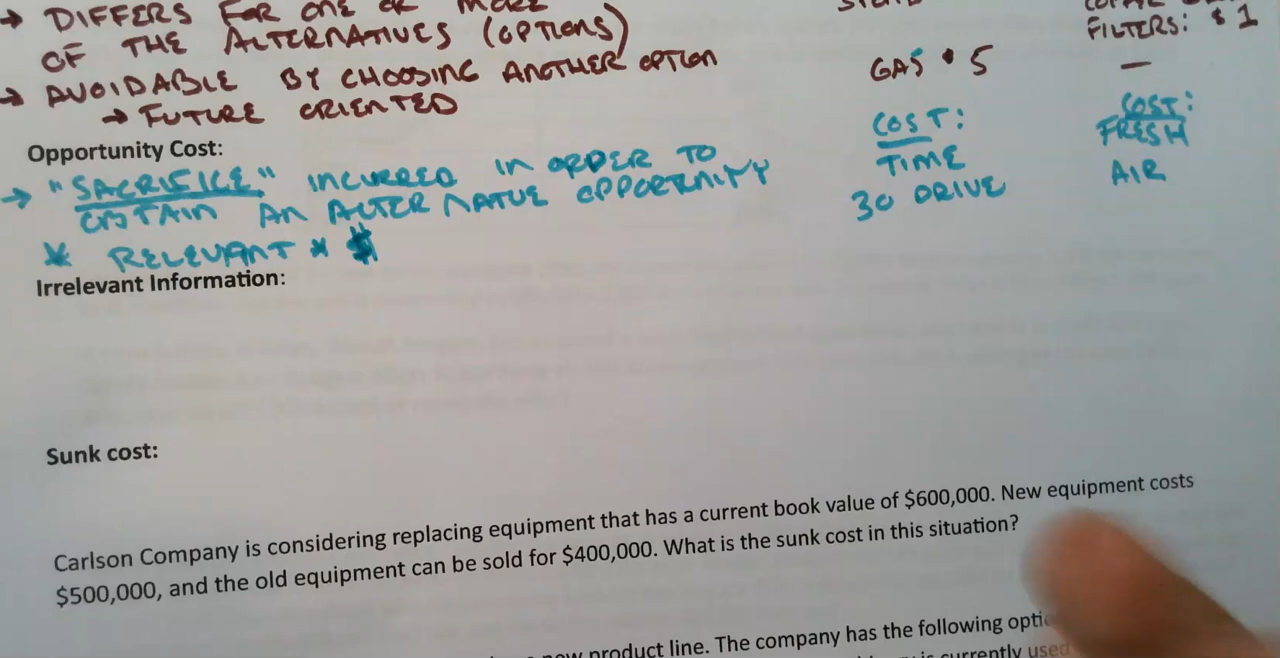 → DIFFERS FOR ONE OR MORE
OF THE ALTERNATIVES (OPTIONS)
→ AVOIDABLE BY CHOOSING ANOTHER OPTION
→ FUTURE ORIENTED
FILTERS: $1
GAS $5 —
Opportunity Cost:
→ "SACRIFICE" INCURRED IN ORDER TO
OBTAIN AN ALTERNATIVE OPPORTUNITY
* RELEVANT * $
COST:
TIME
30 DRIVE
COST:
FRESH
AIR
Irrelevant Information:
Sunk cost:
Carlson Company is considering replacing equipment that has a current book value of $600,000. New equipment costs
$500,000, and the old equipment can be sold for $400,000. What is the sunk cost in this situation?
new product line. The company has the following
is currently used